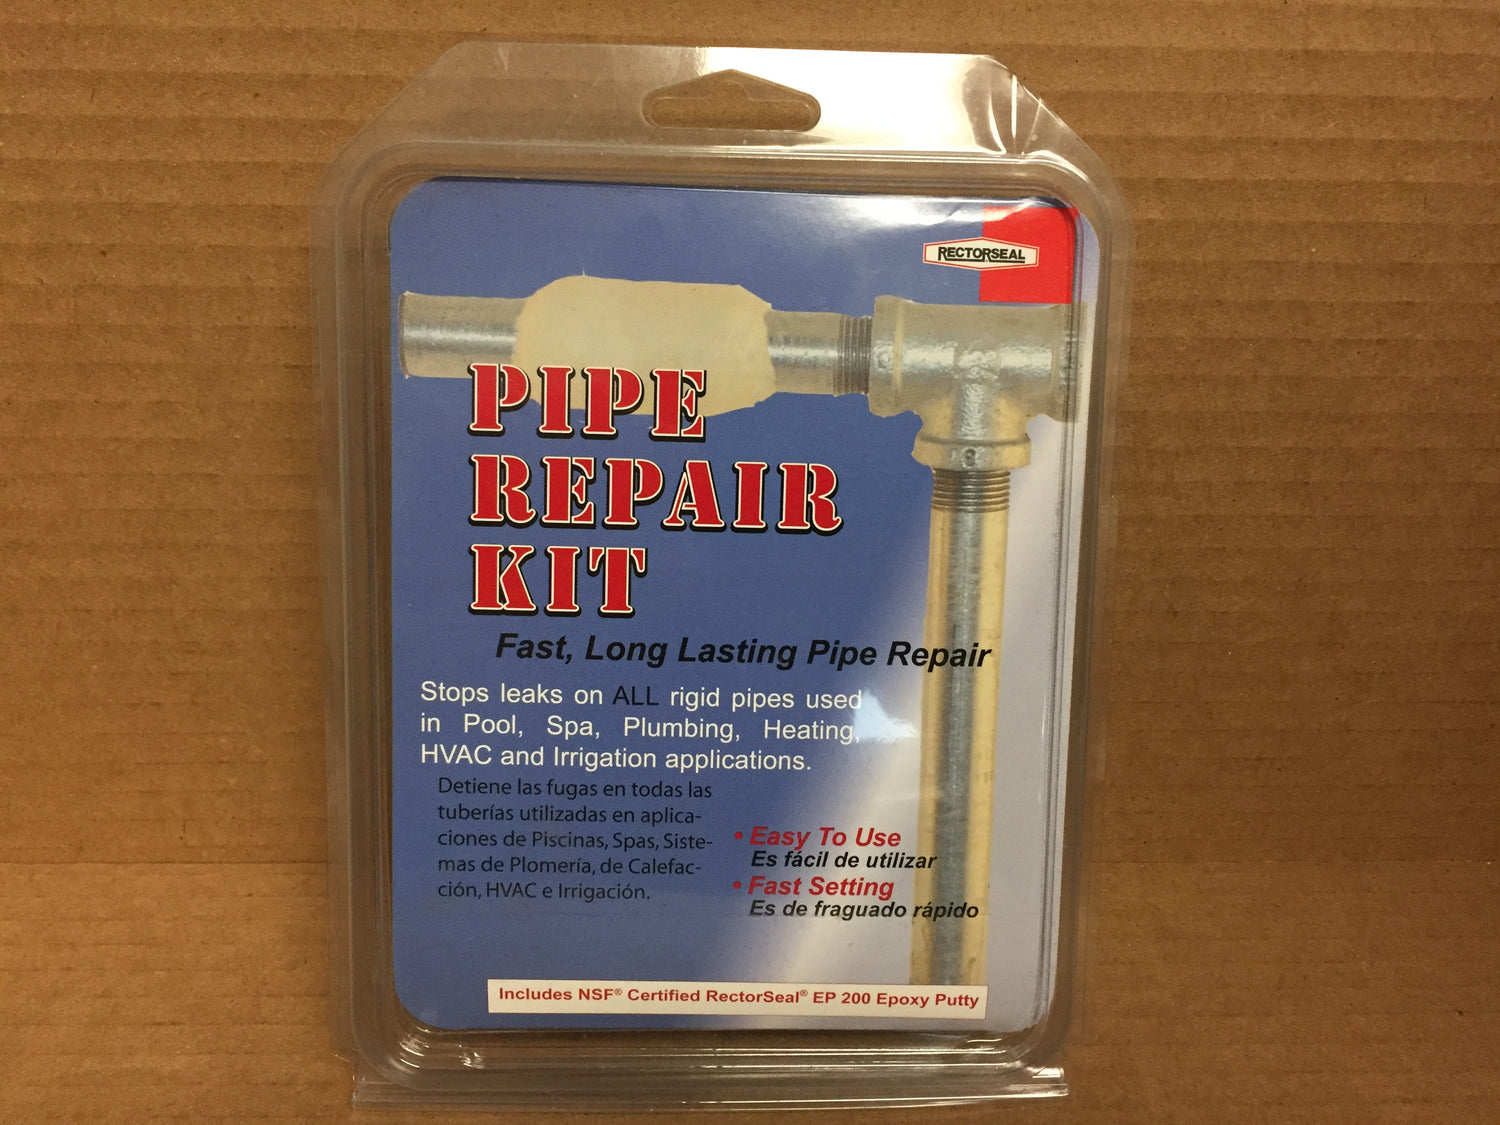 RECTORSEAL
PIPE
REPAIR
KIT
Fast, Long Lasting Pipe Repair
Stops leaks on ALL rigid pipes used
in Pool, Spa, Plumbing, Heating,
HVAC and Irrigation applications.
Detiene las fugas en todas las
tuberías utilizadas en aplica-
ciones de Piscinas, Spas, Siste-
mas de Plomería, de Calefac-
ción, HVAC e Irrigación.
• Easy To Use
Es fácil de utilizar
• Fast Setting
Es de fraguado rápido
Includes NSF® Certified RectorSeal® EP 200 Epoxy Putty